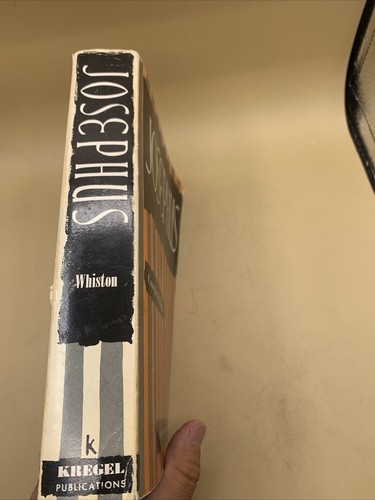 JOSEPHUS
Whiston
k
KREGEL
PUBLICATIONS
JOSEPHUS